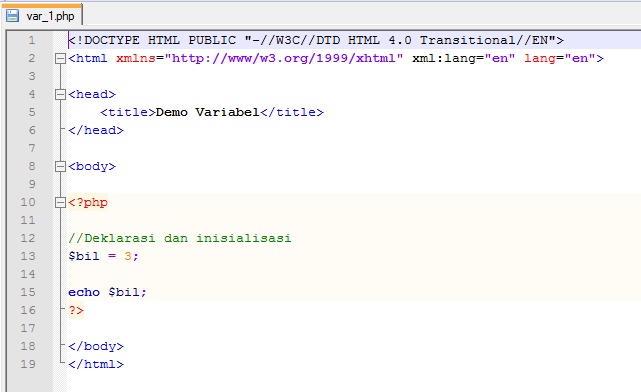 var_1.php
1 <!DOCTYPE HTML PUBLIC "-//W3C//DTD HTML 4.0 Transitional//EN">
2 <html xmlns="http://www/w3.org/1999/xhtml" xml:lang="en" lang="en">
3
4 <head>
5     <title>Demo Variabel</title>
6 </head>
7
8 <body>
9
10 <?php
11
12 //Deklarasi dan inisialisasi
13 $bil = 3;
14
15 echo $bil;
16 ?>
17
18 </body>
19 </html>